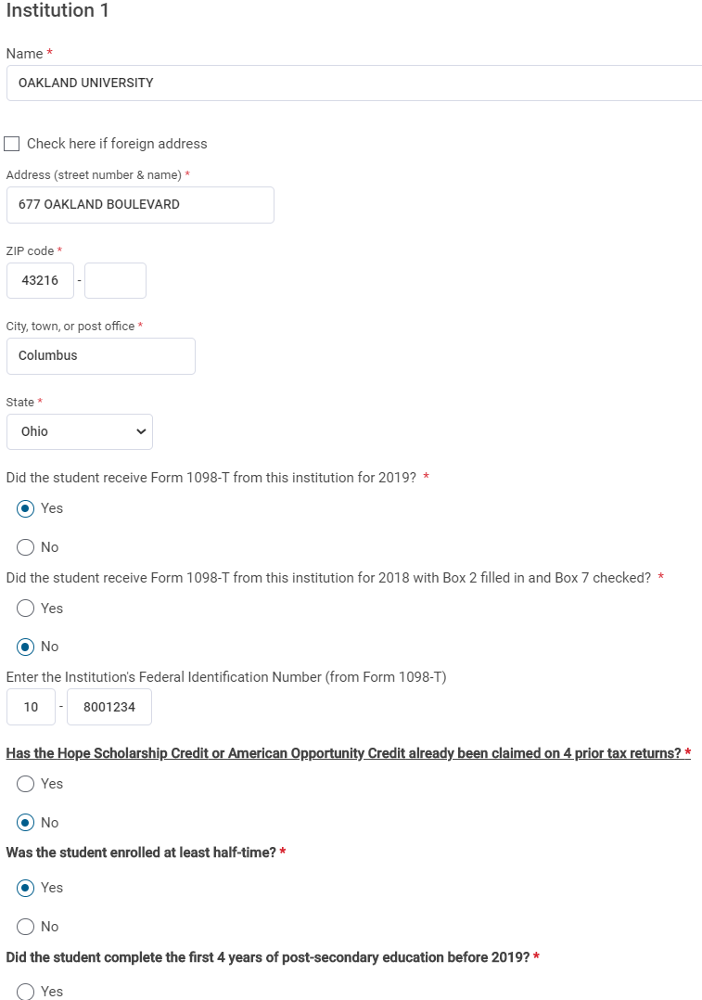 Institution 1
Name *
OAKLAND UNIVERSITY
Check here if foreign address
Address (street number & name) *
677 OAKLAND BOULEVARD
ZIP code *
43216 -
City, town, or post office *
Columbus
State *
Ohio
Did the student receive Form 1098-T from this institution for 2019? *
Yes
No
Did the student receive Form 1098-T from this institution for 2018 with Box 2 filled in and Box 7 checked? *
Yes
No
Enter the Institution's Federal Identification Number (from Form 1098-T)
10 - 8001234
Has the Hope Scholarship Credit or American Opportunity Credit already been claimed on 4 prior tax returns? *
Yes
No
Was the student enrolled at least half-time? *
Yes
No
Did the student complete the first 4 years of post-secondary education before 2019? *
Yes